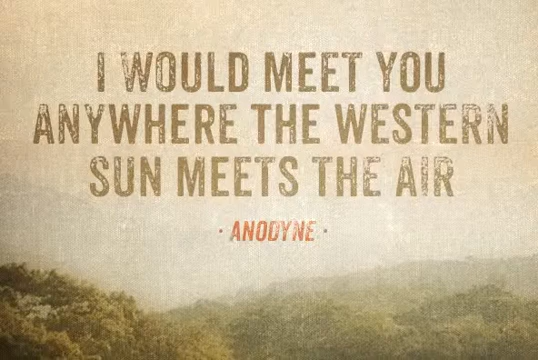 I WOULD MEET YOU
ANYWHERE THE WESTERN
SUN MEETS THE AIR
· ANODYNE ·